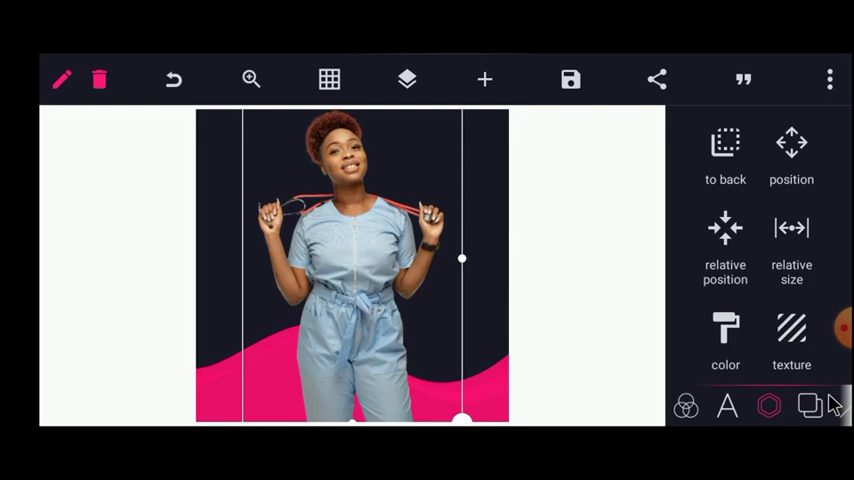 to back
position
relative
position
relative
size
color
texture